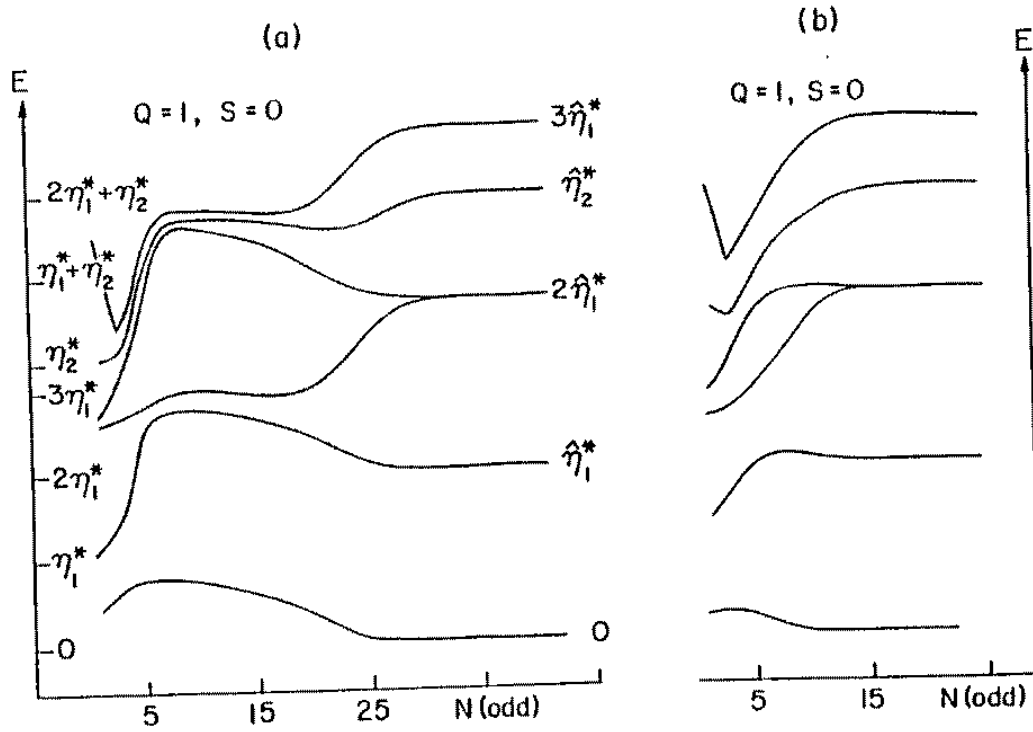 (a)
(b)
E
E
Q = 1, S = 0
Q = 1, S = 0
3η̂₁*
2η₁* + η₂*
η̂₂*
η₁* + η₂*
2η̂₁*
η₂*
3η₁*
2η₁*
η̂₁*
η₁*
0
0
5 15 25 N (odd)
5 15 N (odd)